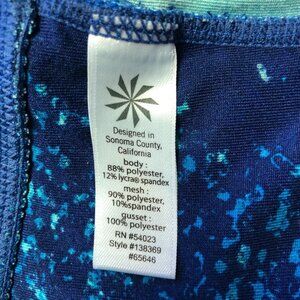 Designed in
Sonoma County,
California
body :
88% polyester,
12% lycra® spandex
mesh :
90% polyester,
10%spandex
gusset :
100% polyester
RN #54023
Style #138369
#65646